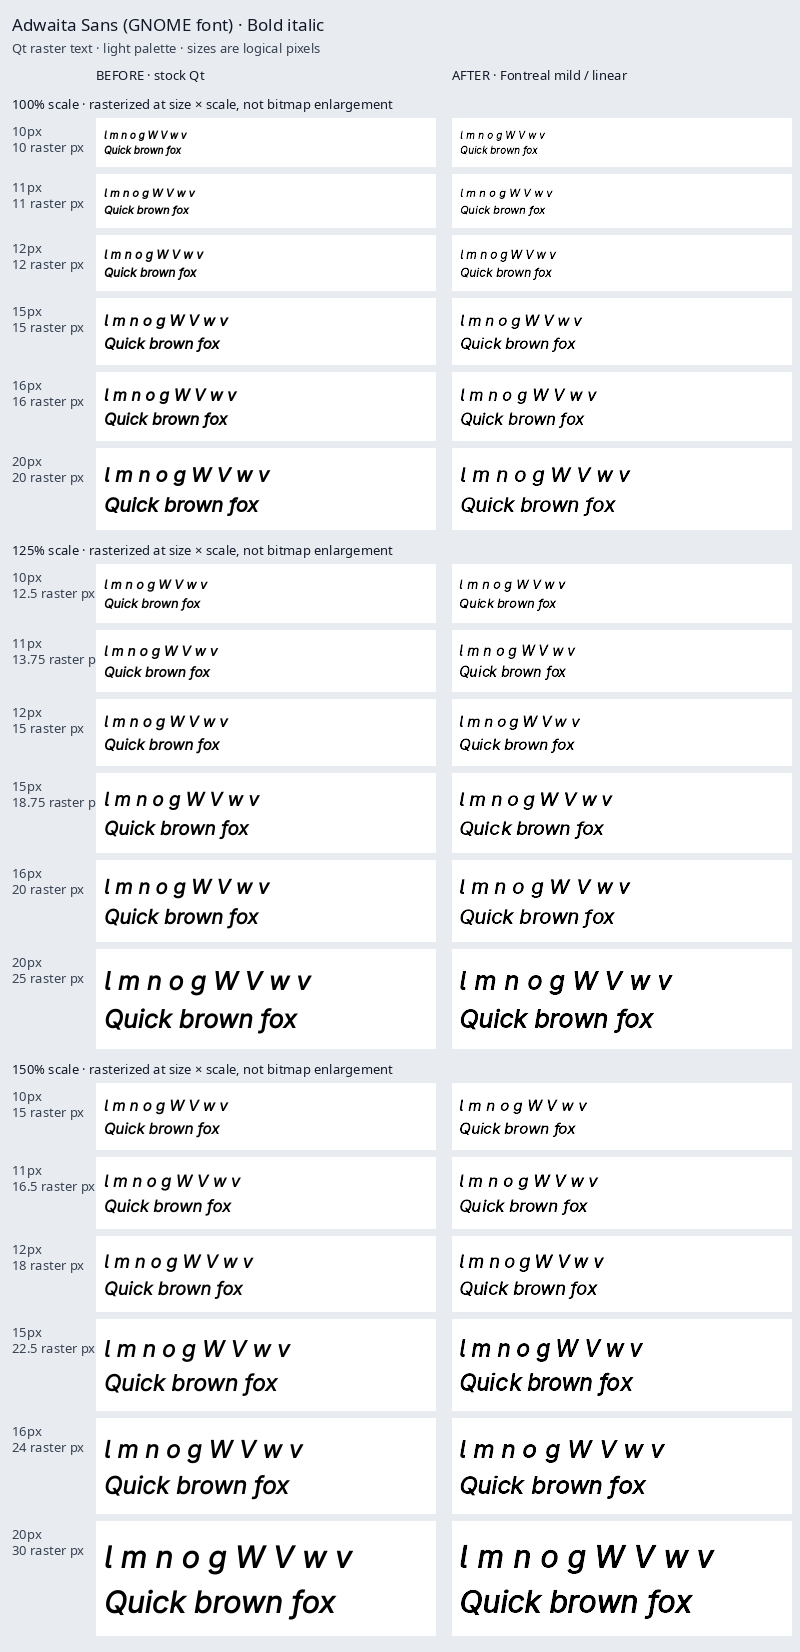 Adwaita Sans (GNOME font) · Bold italic
Qt raster text · light palette · sizes are logical pixels
BEFORE · stock Qt
AFTER · Fontreal mild / linear
100% scale · rasterized at size × scale, not bitmap enlargement
10px
10 raster px
l m n o g W V w v
Quick brown fox
l m n o g W V w v
Quick brown fox
11px
11 raster px
l m n o g W V w v
Quick brown fox
l m n o g W V w v
Quick brown fox
12px
12 raster px
l m n o g W V w v
Quick brown fox
l m n o g W V w v
Quick brown fox
15px
15 raster px
l m n o g W V w v
Quick brown fox
l m n o g W V w v
Quick brown fox
16px
16 raster px
l m n o g W V w v
Quick brown fox
l m n o g W V w v
Quick brown fox
20px
20 raster px
l m n o g W V w v
Quick brown fox
l m n o g W V w v
Quick brown fox
125% scale · rasterized at size × scale, not bitmap enlargement
10px
12.5 raster px
l m n o g W V w v
Quick brown fox
l m n o g W V w v
Quick brown fox
11px
13.75 raster p
l m n o g W V w v
Quick brown fox
l m n o g W V w v
Quick brown fox
12px
15 raster px
l m n o g W V w v
Quick brown fox
l m n o g W V w v
Quick brown fox
15px
18.75 raster p
l m n o g W V w v
Quick brown fox
l m n o g W V w v
Quick brown fox
16px
20 raster px
l m n o g W V w v
Quick brown fox
l m n o g W V w v
Quick brown fox
20px
25 raster px
l m n o g W V w v
Quick brown fox
l m n o g W V w v
Quick brown fox
150% scale · rasterized at size × scale, not bitmap enlargement
10px
15 raster px
l m n o g W V w v
Quick brown fox
l m n o g W V w v
Quick brown fox
11px
16.5 raster px
l m n o g W V w v
Quick brown fox
l m n o g W V w v
Quick brown fox
12px
18 raster px
l m n o g W V w v
Quick brown fox
l m n o g W V w v
Quick brown fox
15px
22.5 raster px
l m n o g W V w v
Quick brown fox
l m n o g W V w v
Quick brown fox
16px
24 raster px
l m n o g W V w v
Quick brown fox
l m n o g W V w v
Quick brown fox
20px
30 raster px
l m n o g W V w v
Quick brown fox
l m n o g W V w v
Quick brown fox